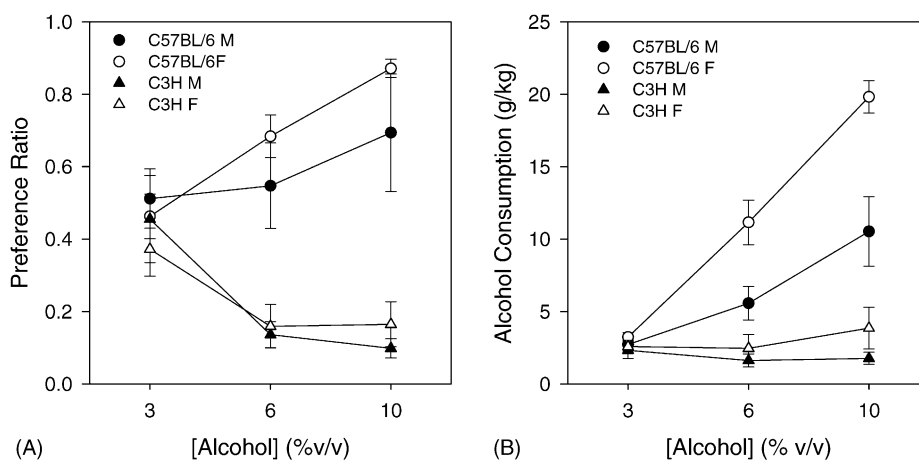 1.0
0.8
0.6
0.4
0.2
0.0
Preference Ratio
C57BL/6 M
C57BL/6F
C3H M
C3H F
3 6 10
[Alcohol] (%v/v)
(A)
25
20
15
10
5
0
Alcohol Consumption (g/kg)
C57BL/6 M
C57BL/6 F
C3H M
C3H F
3 6 10
[Alcohol] (% v/v)
(B)